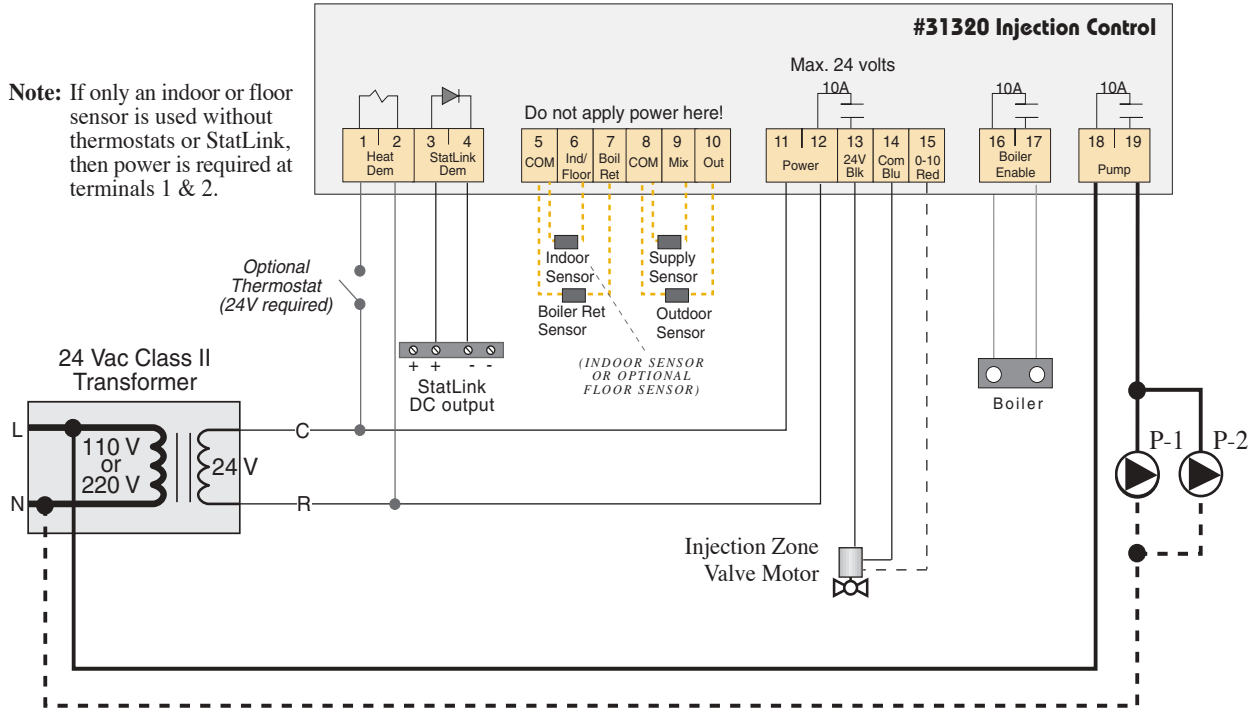 #31320 Injection Control
Note: If only an indoor or floor
sensor is used without
thermostats or StatLink,
then power is required at
terminals 1 & 2.
Max. 24 volts
10A
10A
10A
Do not apply power here!
1 2
Heat
Dem
3 4
StatLink
Dem
5 6 7 8 9 10
COM Ind/ Boil COM Mix Out
Floor Ret
11 12 13 14 15
Power 24V Com 0-10
Blk Blu Red
16 17
Boiler
Enable
18 19
Pump
Optional
Thermostat
(24V required)
Indoor
Sensor
Boiler Ret
Sensor
Supply
Sensor
Outdoor
Sensor
(INDOOR SENSOR
OR OPTIONAL
FLOOR SENSOR)
+ + - -
StatLink
DC output
Boiler
24 Vac Class II
Transformer
L
N
110 V
or
220 V
24 V
C
R
P-1 P-2
Injection Zone
Valve Motor